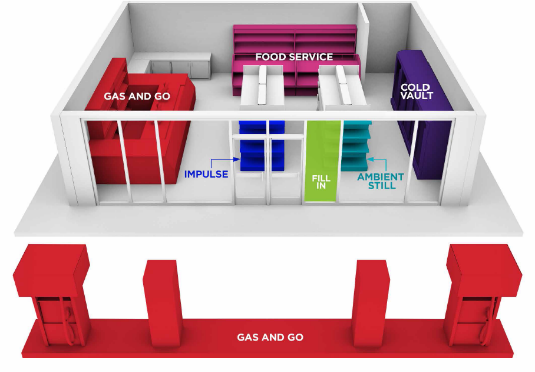 FOOD SERVICE
GAS AND GO
COLD
VAULT
IMPULSE
FILL
IN
AMBIENT
STILL
GAS AND GO